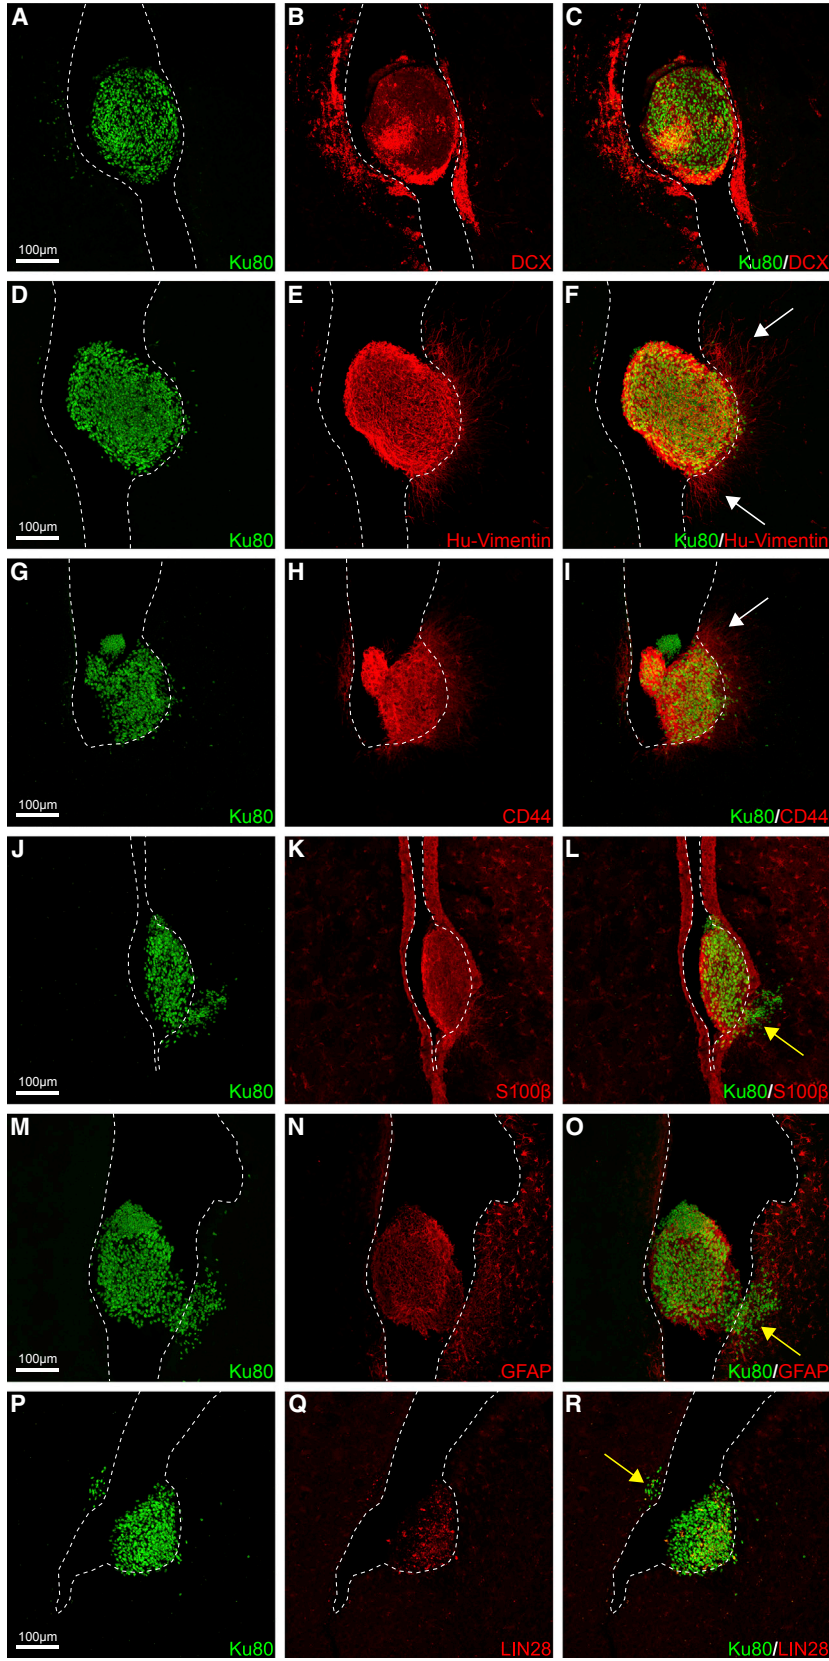 A
B
C
100µm
Ku80
DCX
Ku80/DCX
D
E
F
100µm
Ku80
Hu-Vimentin
Ku80/Hu-Vimentin
G
H
I
100µm
Ku80
CD44
Ku80/CD44
J
K
L
100µm
Ku80
S100β
Ku80/S100β
M
N
O
100µm
Ku80
GFAP
Ku80/GFAP
P
Q
R
100µm
Ku80
LIN28
Ku80/LIN28